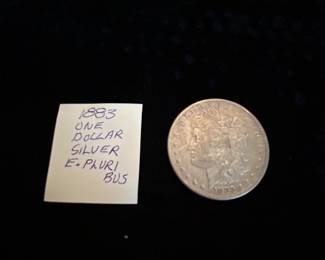 1883
ONE
DOLLAR
SILVER
E-PLURI
BUS